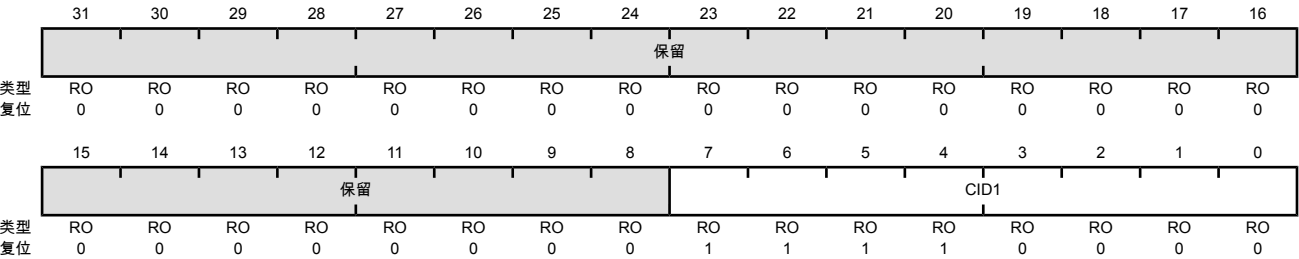 31 30 29 28 27 26 25 24 23 22 21 20 19 18 17 16
保留
类型 RO RO RO RO RO RO RO RO RO RO RO RO RO RO RO RO
复位 0 0 0 0 0 0 0 0 0 0 0 0 0 0 0 0
15 14 13 12 11 10 9 8 7 6 5 4 3 2 1 0
保留 CID1
类型 RO RO RO RO RO RO RO RO RO RO RO RO RO RO RO RO
复位 0 0 0 0 0 0 0 0 1 1 1 1 0 0 0 0